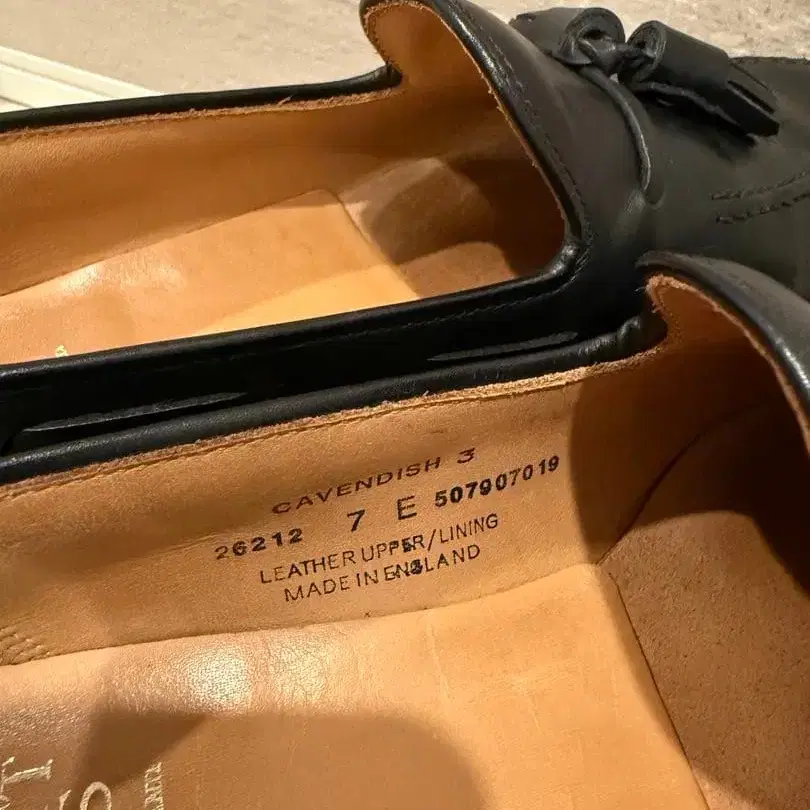 CAVENDISH 3
26212 7 E 507907019
LEATHER UPPER/LINING
MADE IN ENGLAND